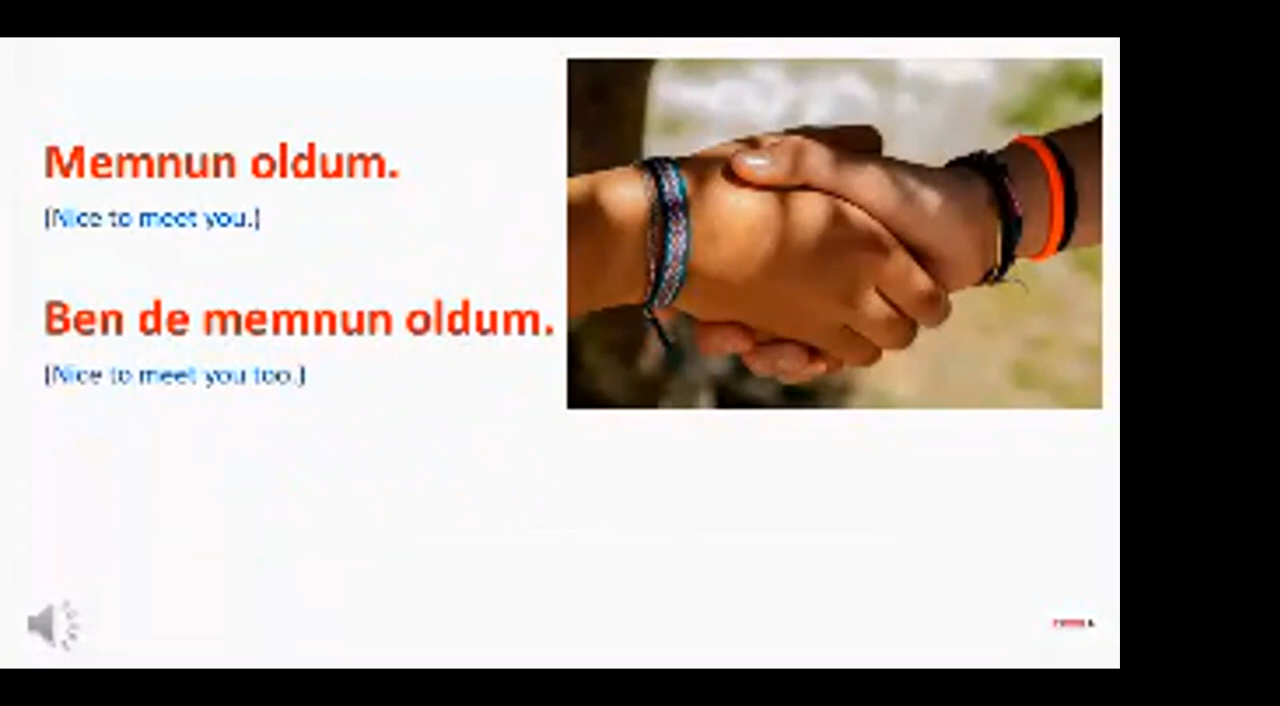 Memnun oldum.
(Nice to meet you.)
Ben de memnun oldum.
(Nice to meet you too.)